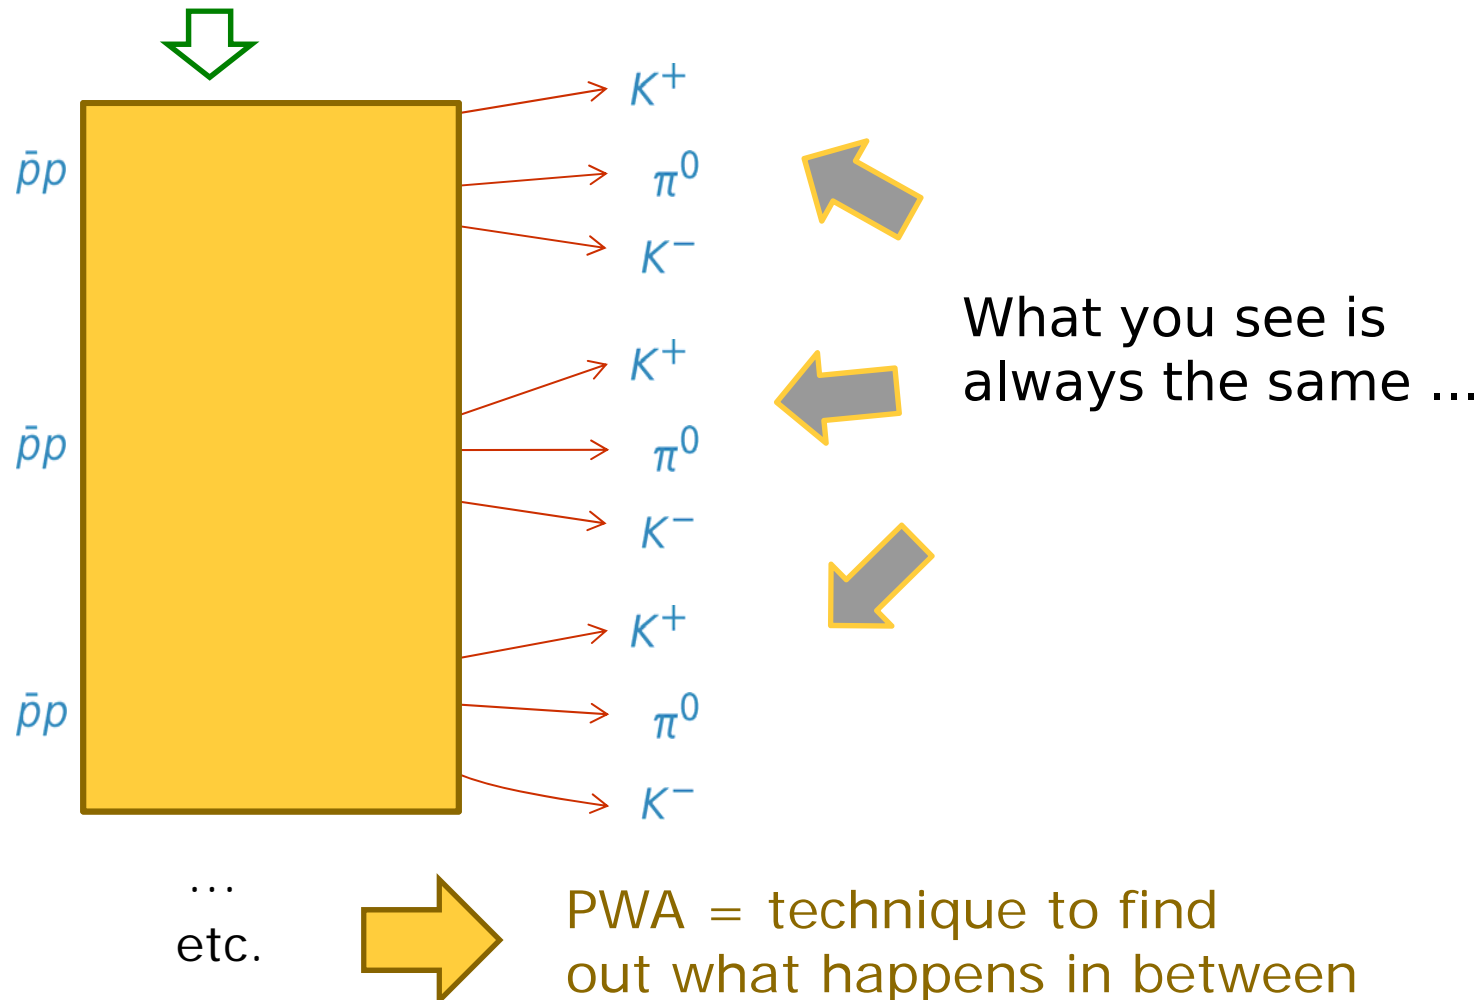 K⁺
p̄p
π⁰
K⁻
What you see is
always the same ...
K⁺
p̄p
π⁰
K⁻
K⁺
p̄p
π⁰
K⁻
...
etc.
PWA = technique to find
out what happens in between